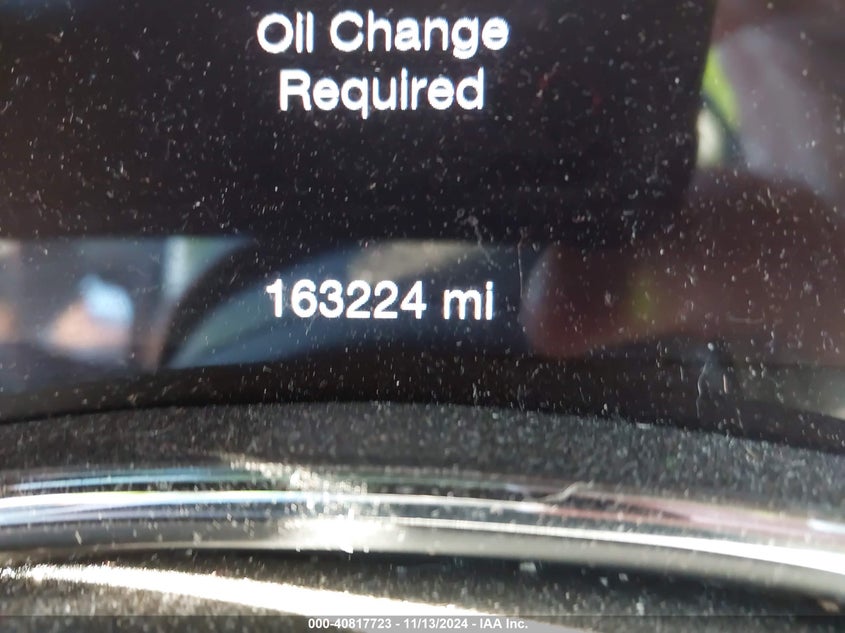 Oil Change
Required
163224 mi
000-40817723 - 11/13/2024 - IAA Inc.